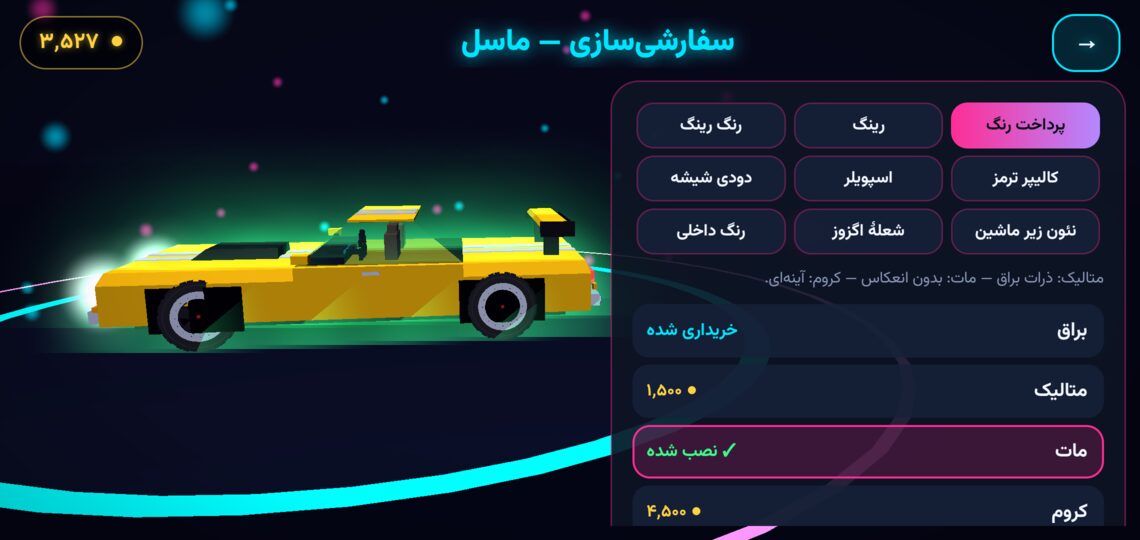 →
سفارشی‌سازی — ماسل
۳,۵۲۷
پرداخت رنگ
رینگ
رنگ رینگ
کالیپر ترمز
اسپویلر
دودی شیشه
نئون زیر ماشین
شعلهٔ اگزوز
رنگ داخلی
متالیک: ذرات براق — مات: بدون انعکاس — کروم: آینه‌ای.
براق
خریداری شده
متالیک
۱,۵۰۰
مات
✓ نصب شده
کروم
۴,۵۰۰